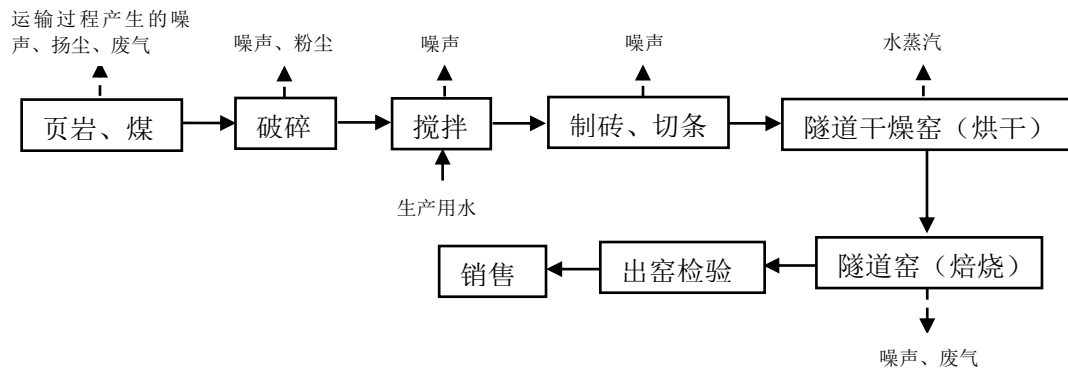 运输过程产生的噪
声、扬尘、废气
噪声、粉尘
噪声
噪声
水蒸汽
页岩、煤
破碎
搅拌
制砖、切条
隧道干燥窑（烘干）
生产用水
销售
出窑检验
隧道窑（焙烧）
噪声、废气